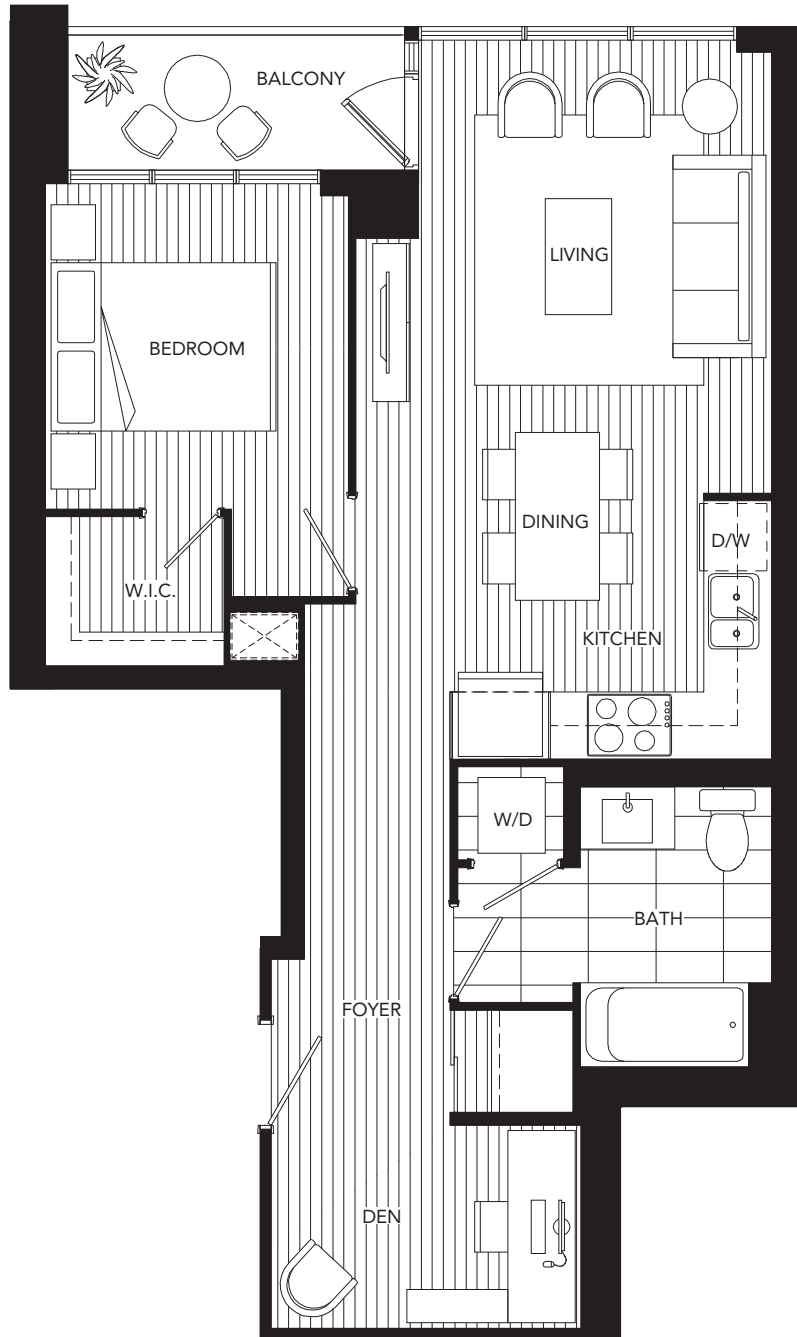 BALCONY
LIVING
BEDROOM
DINING
D/W
W.I.C.
KITCHEN
W/D
BATH
FOYER
DEN